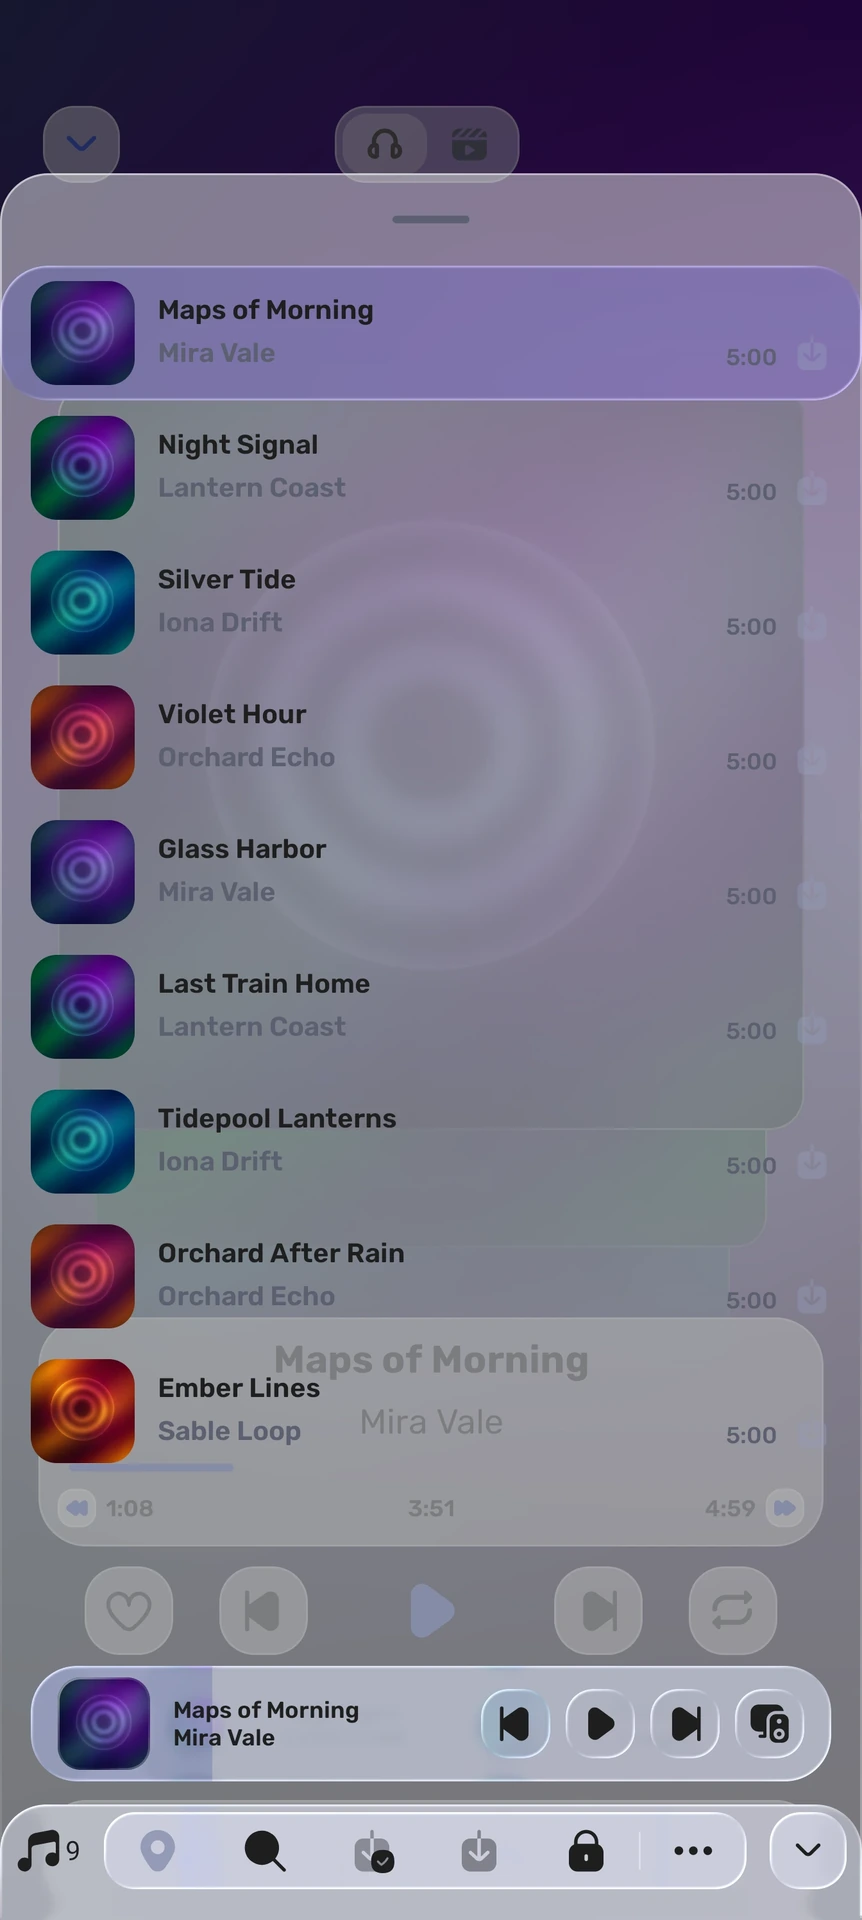 Maps of Morning
Mira Vale
5:00
Night Signal
Lantern Coast
5:00
Silver Tide
Iona Drift
5:00
Violet Hour
Orchard Echo
5:00
Glass Harbor
Mira Vale
5:00
Last Train Home
Lantern Coast
5:00
Tidepool Lanterns
Iona Drift
5:00
Orchard After Rain
Orchard Echo
5:00
Maps of Morning
Ember Lines
Mira Vale
Sable Loop
5:00
1:08 3:51 4:59
Maps of Morning
Mira Vale
9